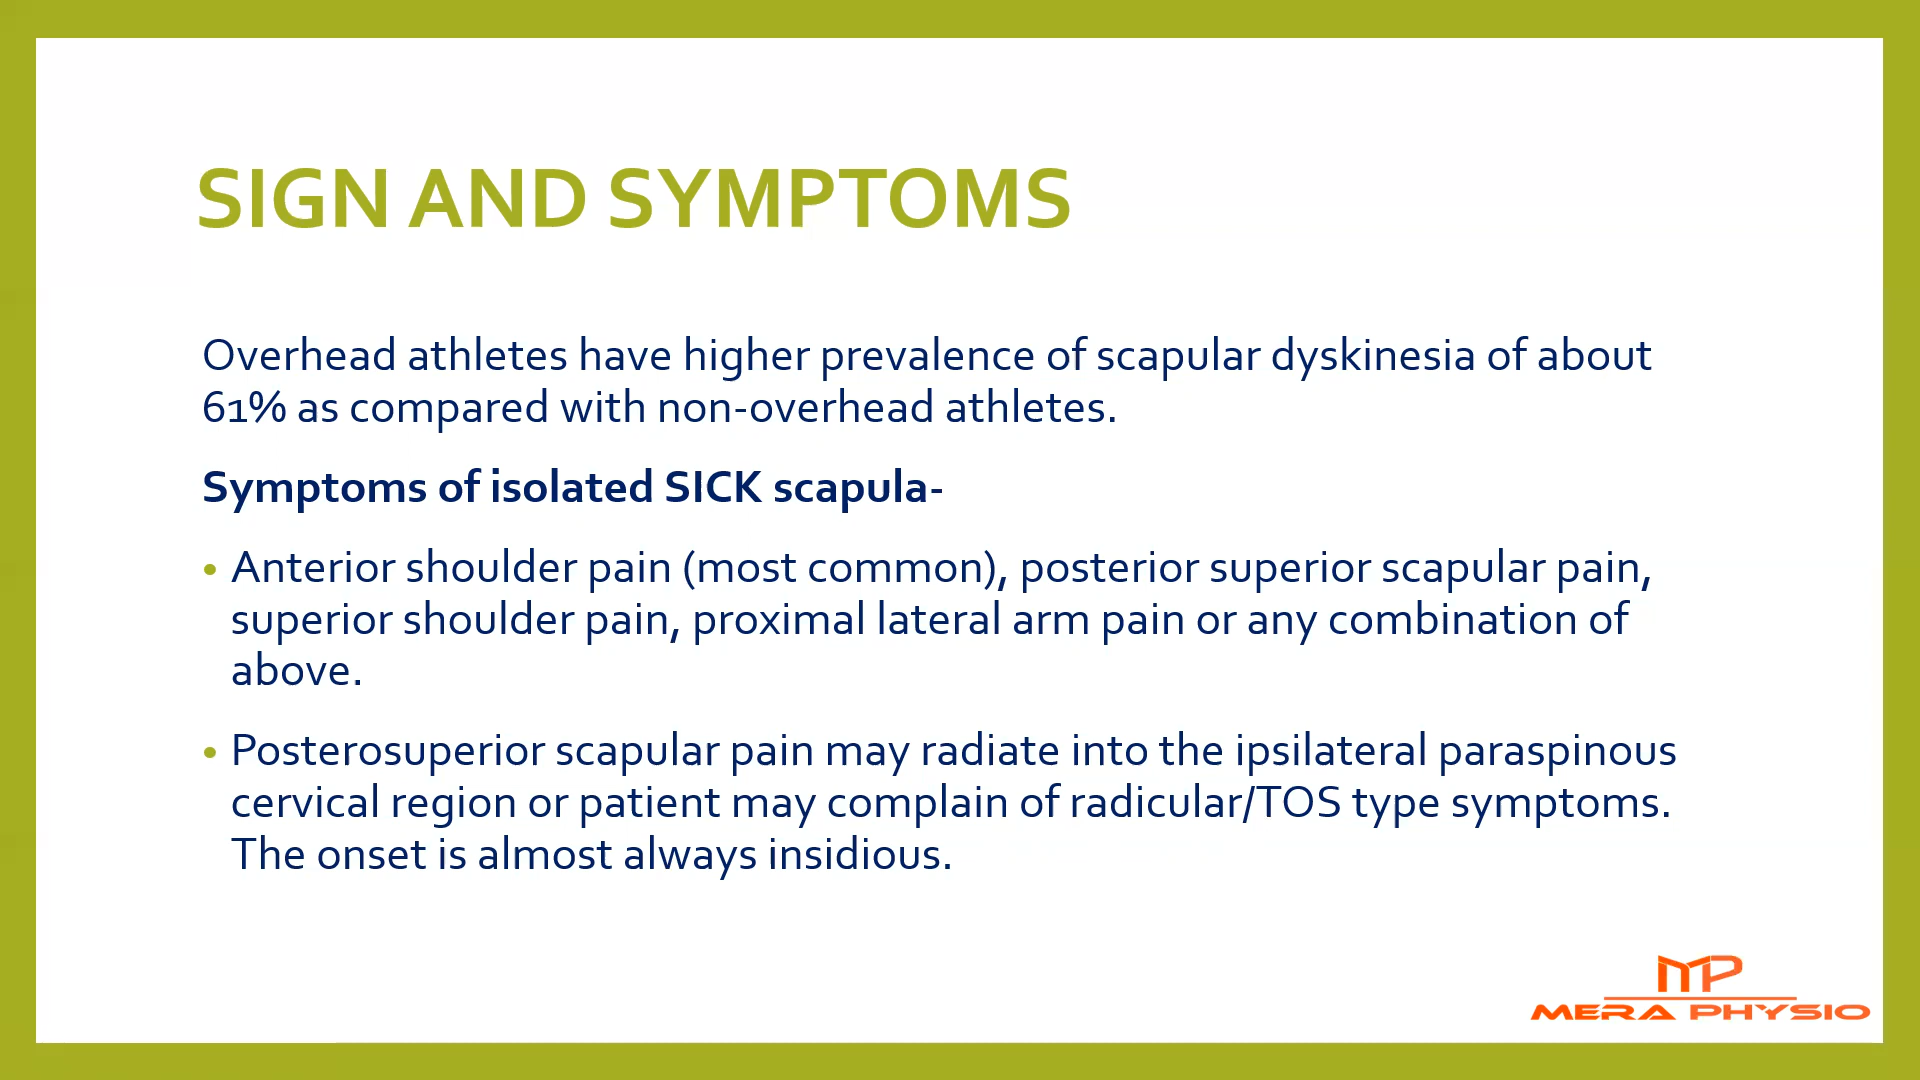 SIGN AND SYMPTOMS
Overhead athletes have higher prevalence of scapular dyskinesia of about
61% as compared with non-overhead athletes.
Symptoms of isolated SICK scapula-
• Anterior shoulder pain (most common), posterior superior scapular pain,
superior shoulder pain, proximal lateral arm pain or any combination of
above.
• Posterosuperior scapular pain may radiate into the ipsilateral paraspinous
cervical region or patient may complain of radicular/TOS type symptoms.
The onset is almost always insidious.
MP
MERA PHYSIO